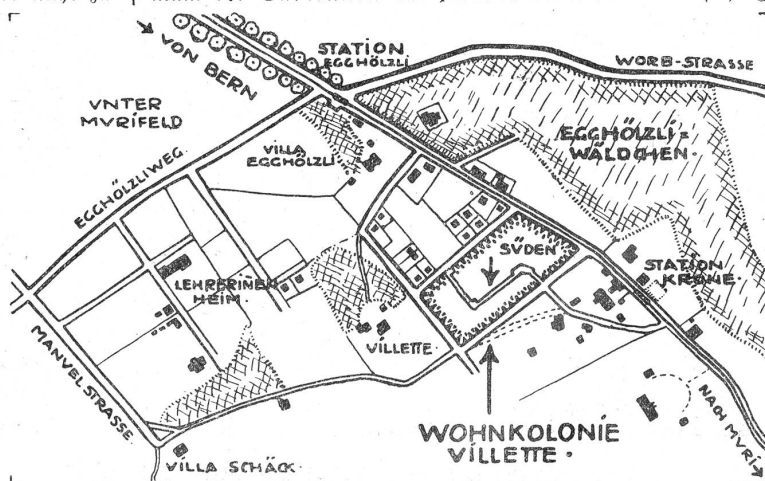 STATION
EGGHÖLZLI
VON BERN
WORB-STRASSE
VNTER
MVRIFELD
EGGHÖLZLI=
WÄLDCHEN.
VILLA
EGGHÖLZLI
EGGHÖLZLIWEG.
SÜDEN
STATION
KRONE
LEHRERINEN
HEIM.
VILLETTE.
MANVELSTRASSE
NACH MVRI
WOHNKOLONIE
VILLETTE.
VILLA SCHÄCK.